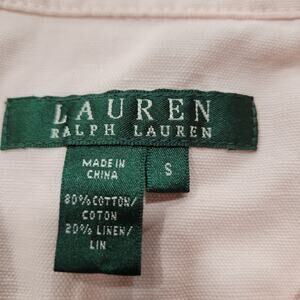 LAUREN
RALPH LAUREN
MADE IN
CHINA
S
80% COTTON/
COTON
20% LINEN/
LIN